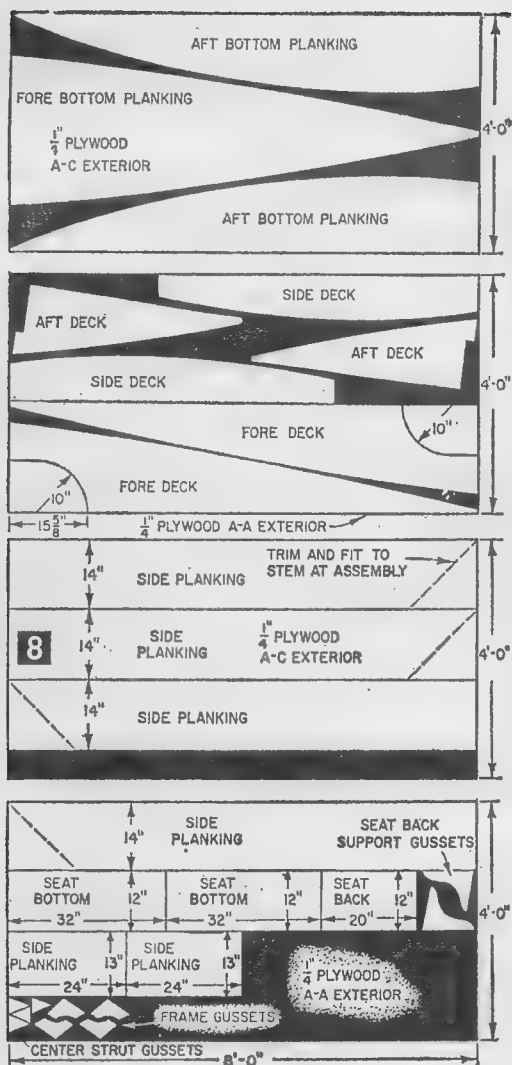 AFT BOTTOM PLANKING
FORE BOTTOM PLANKING
4'-0"
1/4" PLYWOOD
A-C EXTERIOR
AFT BOTTOM PLANKING
SIDE DECK
AFT DECK
AFT DECK
SIDE DECK
4'-0"
FORE DECK
10"
10"
FORE DECK
15 5/8"
1/4" PLYWOOD A-A EXTERIOR
14"
SIDE PLANKING
TRIM AND FIT TO
STEM AT ASSEMBLY
8
14"
SIDE
PLANKING
1/4" PLYWOOD
A-C EXTERIOR
4'-0"
14"
SIDE PLANKING
14"
SIDE
PLANKING
SEAT BACK
SUPPORT GUSSETS
SEAT
BOTTOM
32"
12"
SEAT
BOTTOM
32"
12"
SEAT
BACK
20"
12"
4'-0"
SIDE
PLANKING
24"
13"
SIDE
PLANKING
24"
13"
1/4" PLYWOOD
A-A EXTERIOR
FRAME GUSSETS
CENTER STRUT GUSSETS
8'-0"